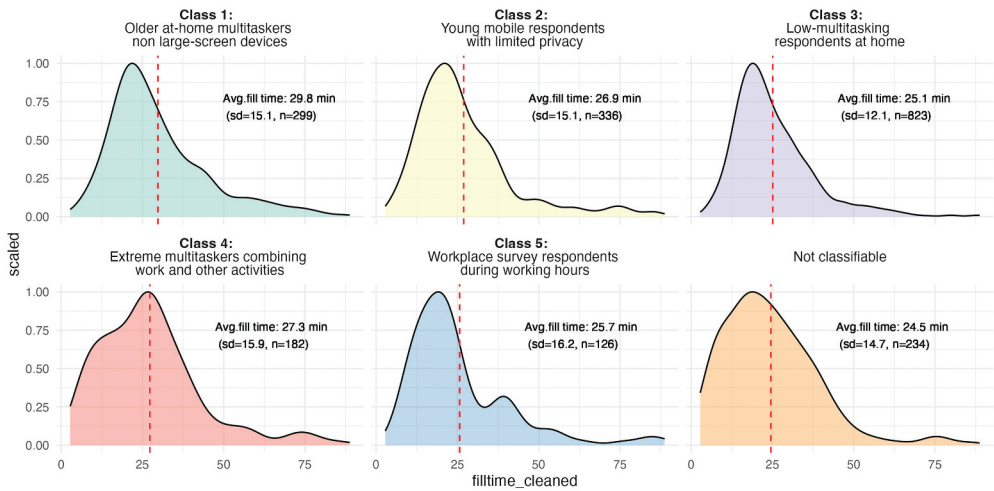 Class 1:
Older at-home multitaskers
non large-screen devices
Class 2:
Young mobile respondents
with limited privacy
Class 3:
Low-multitasking
respondents at home
1.00
0.75
0.50
0.25
0.00
Avg.fill time: 29.8 min
(sd=15.1, n=299)
Avg.fill time: 26.9 min
(sd=15.1, n=336)
Avg.fill time: 25.1 min
(sd=12.1, n=823)
scaled
Class 4:
Extreme multitaskers combining
work and other activities
Class 5:
Workplace survey respondents
during working hours
Not classifiable
1.00
0.75
0.50
0.25
0.00
Avg.fill time: 27.3 min
(sd=15.9, n=182)
Avg.fill time: 25.7 min
(sd=16.2, n=126)
Avg.fill time: 24.5 min
(sd=14.7, n=234)
0 25 50 75
0 25 50 75
0 25 50 75
filltime_cleaned